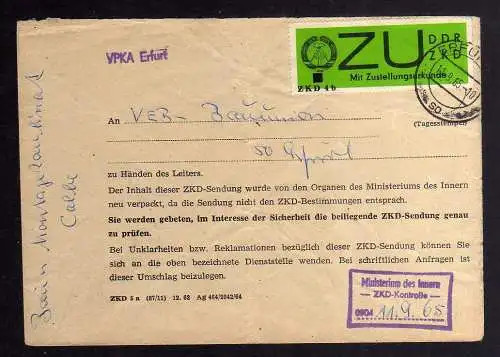 VPKA Erfurt
ZU
DDR
ZKD
Mit Zustellungsurkunde
ZKD 4b
ERFURT
An VEB-
(Tagesstempel)
50 Erfurt
zu Händen des Leiters.
Der Inhalt dieser ZKD-Sendung wurde von den Organen des Ministeriums des Innern
neu verpackt, da die Sendung nicht den ZKD-Bestimmungen entsprach.
Sie werden gebeten, im Interesse der Sicherheit die beiliegende ZKD-Sendung genau
zu prüfen.
Bei Unklarheiten bzw. Reklamationen bezüglich dieser ZKD-Sendung können Sie
sich an die oben bezeichnete Dienststelle wenden. Bei schriftlichen Anfragen ist
dieser Umschlag beizulegen.
ZKD 5 n (87/11) 12. 62 Ag 464/2042/64
Ministerium des Innern
— ZKD-Kontrolle —
0904 11.9.65
Calbe